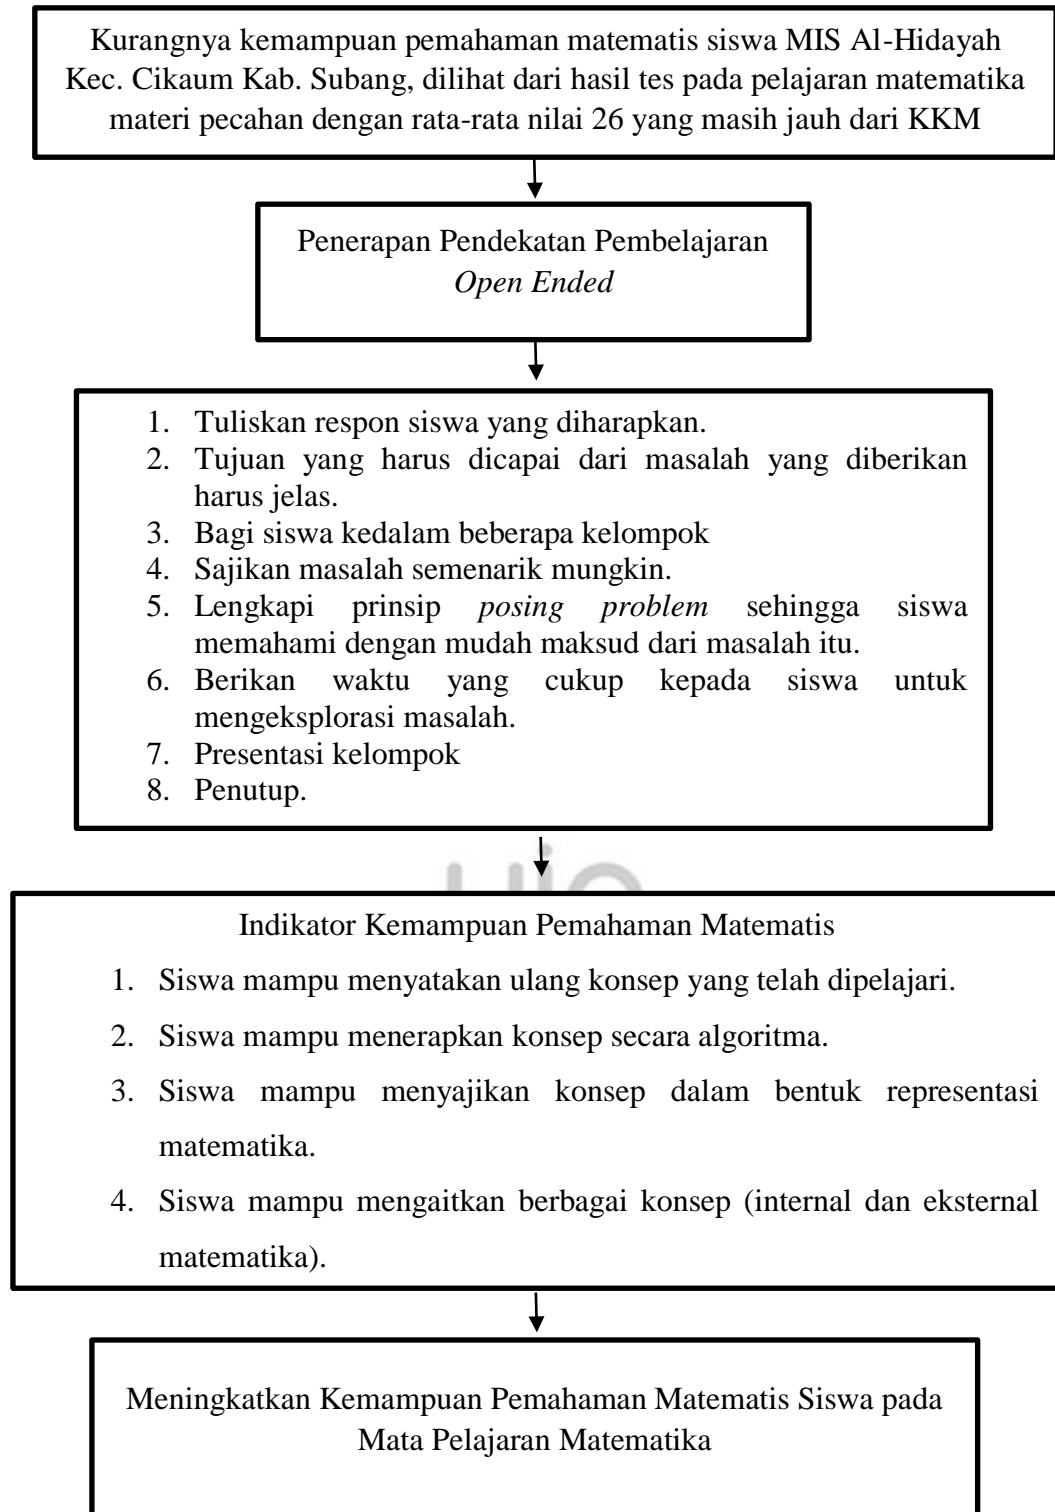 Kurangnya kemampuan pemahaman matematis siswa MIS Al-Hidayah
Kec. Cikaum Kab. Subang, dilihat dari hasil tes pada pelajaran matematika
materi pecahan dengan rata-rata nilai 26 yang masih jauh dari KKM
Penerapan Pendekatan Pembelajaran
Open Ended
1. Tuliskan respon siswa yang diharapkan.
2. Tujuan yang harus dicapai dari masalah yang diberikan
harus jelas.
3. Bagi siswa kedalam beberapa kelompok
4. Sajikan masalah semenarik mungkin.
5. Lengkapi prinsip posing problem sehingga siswa
memahami dengan mudah maksud dari masalah itu.
6. Berikan waktu yang cukup kepada siswa untuk
mengeksplorasi masalah.
7. Presentasi kelompok
8. Penutup.
Indikator Kemampuan Pemahaman Matematis
1. Siswa mampu menyatakan ulang konsep yang telah dipelajari.
2. Siswa mampu menerapkan konsep secara algoritma.
3. Siswa mampu menyajikan konsep dalam bentuk representasi
matematika.
4. Siswa mampu mengaitkan berbagai konsep (internal dan eksternal
matematika).
Meningkatkan Kemampuan Pemahaman Matematis Siswa pada
Mata Pelajaran Matematika